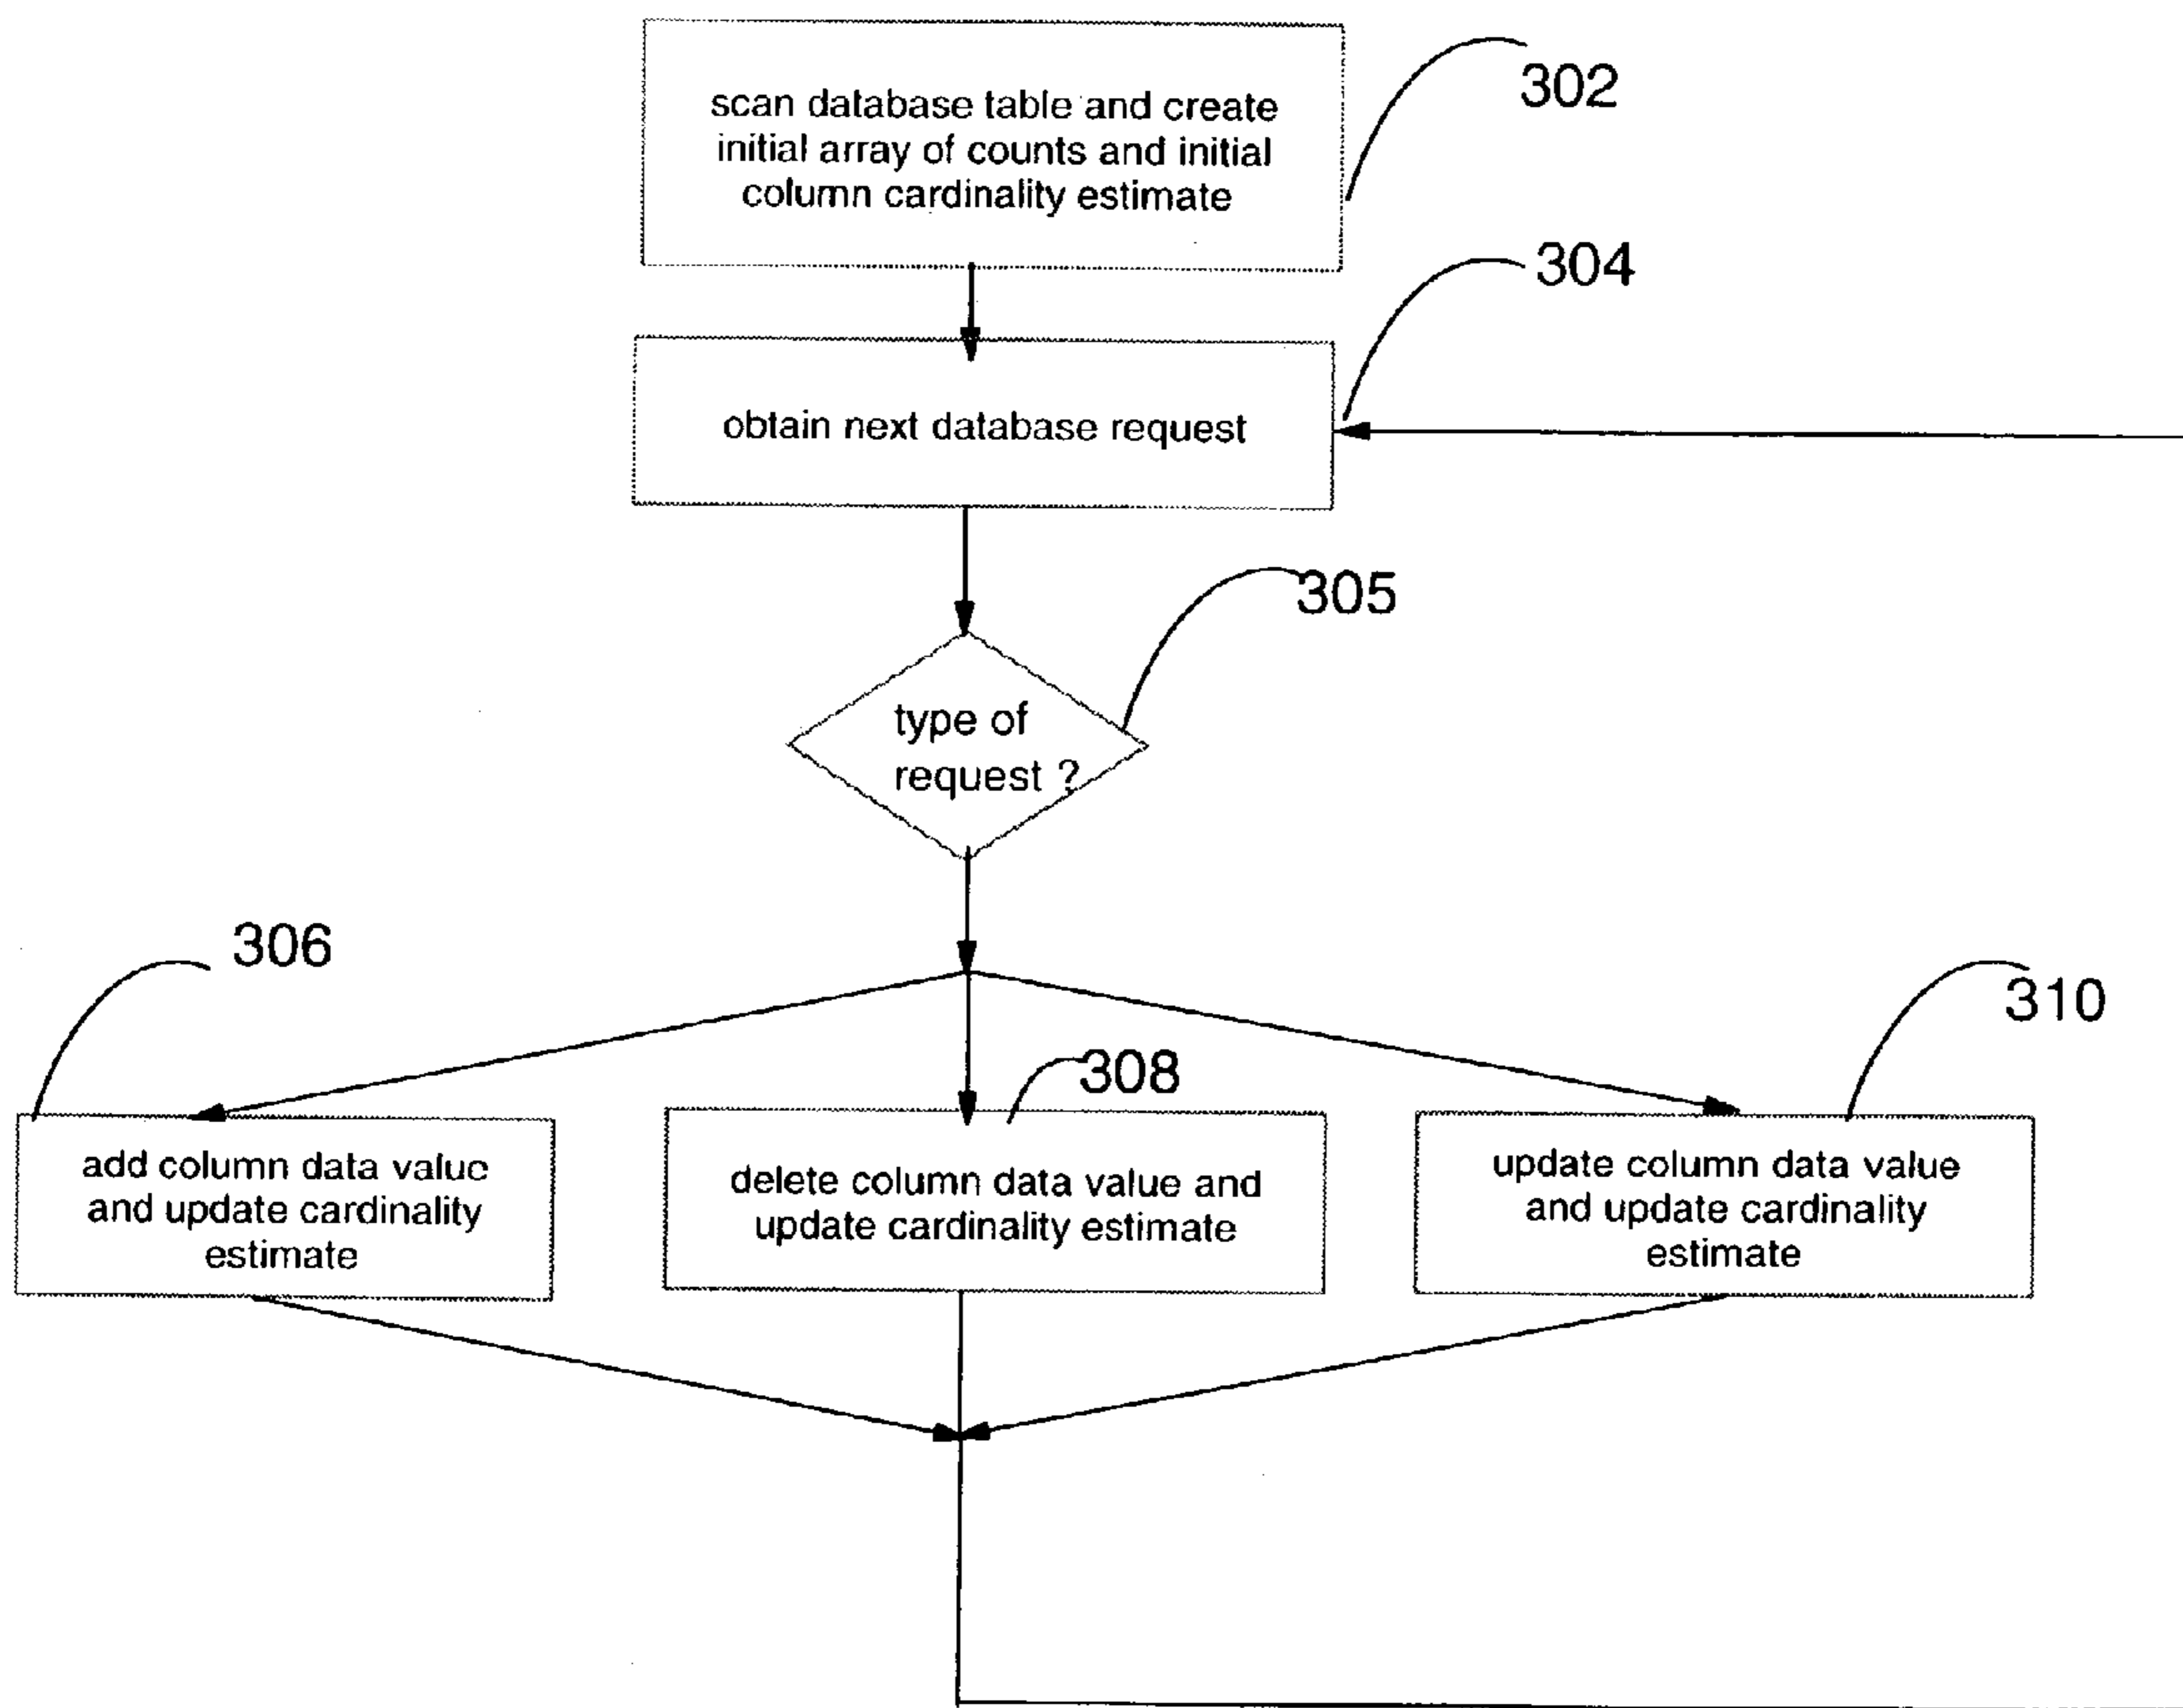 scan database table and create
initial array of counts and initial
column cardinality estimate
302
304
obtain next database request
305
type of
request ?
306
308
310
add column data value
and update cardinality
estimate
delete column data value and
update cardinality estimate
update column data value
and update cardinality
estimate